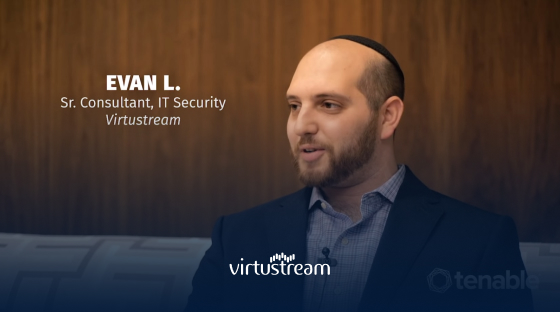 EVAN L.
Sr. Consultant, IT Security
Virtustream
virtustream
tenable